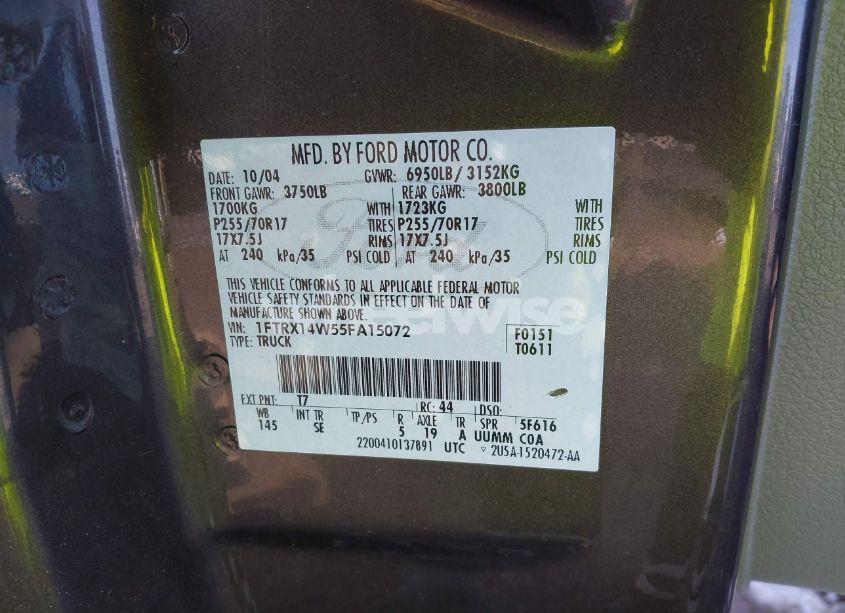 MFD. BY FORD MOTOR CO.
DATE: 10/04 GVWR: 6950LB/ 3152KG
FRONT GAWR: 3750LB REAR GAWR: 3800LB
1700KG WITH 1723KG WITH
P255/70R17 TIRES P255/70R17 TIRES
17X7.5J RIMS 17X7.5J RIMS
AT 240 kPa/35 PSI COLD AT 240 kPa/35 PSI COLD
THIS VEHICLE CONFORMS TO ALL APPLICABLE FEDERAL MOTOR
VEHICLE SAFETY STANDARDS IN EFFECT ON THE DATE OF
MANUFACTURE SHOWN ABOVE.
VIN: 1FTRX14W55FA15072 F0151
TYPE: TRUCK T0611
EXT PNT: T7 RC: 44 DSO:
WB INT TR TP/PS R AXLE TR SPR 5F616
145 SE 5 19 A UUMM COA
2200410137891 UTC ▽ 2U5A-1520472-AA
Ford